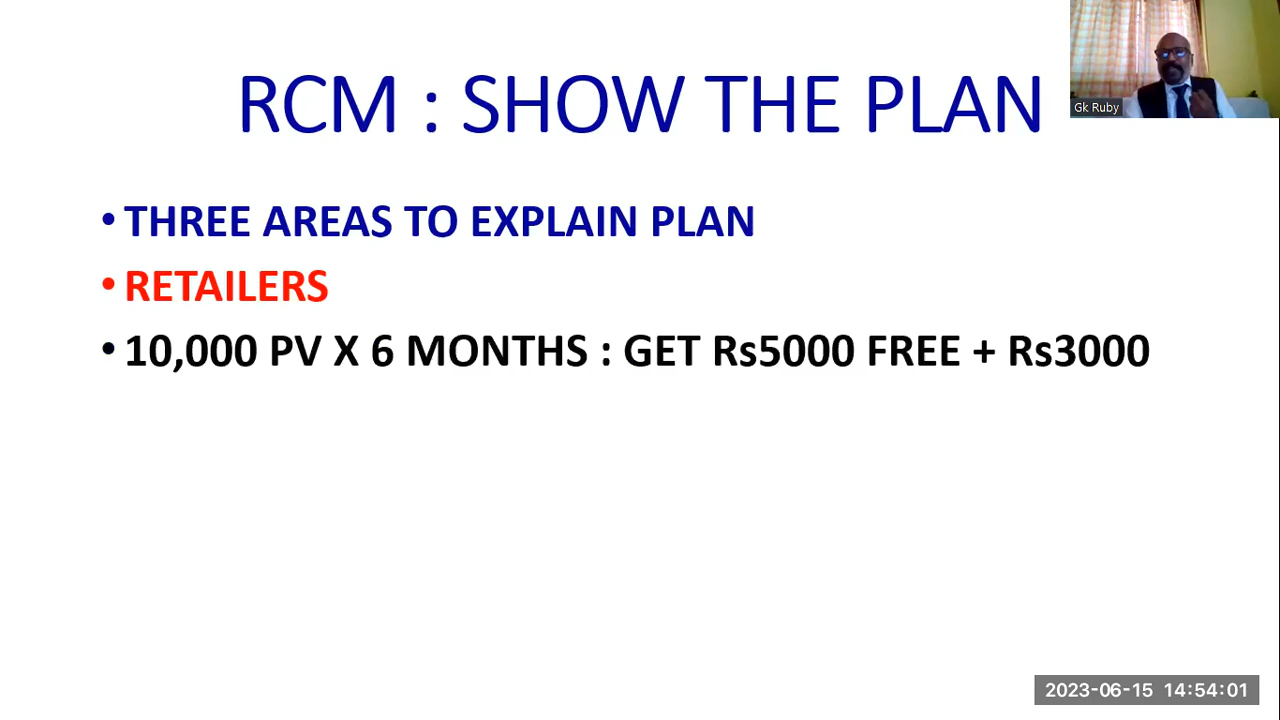 RCM : SHOW THE PLAN
Gk Ruby
• THREE AREAS TO EXPLAIN PLAN
• RETAILERS
• 10,000 PV X 6 MONTHS : GET Rs5000 FREE + Rs3000
2023-06-15 14:54:01